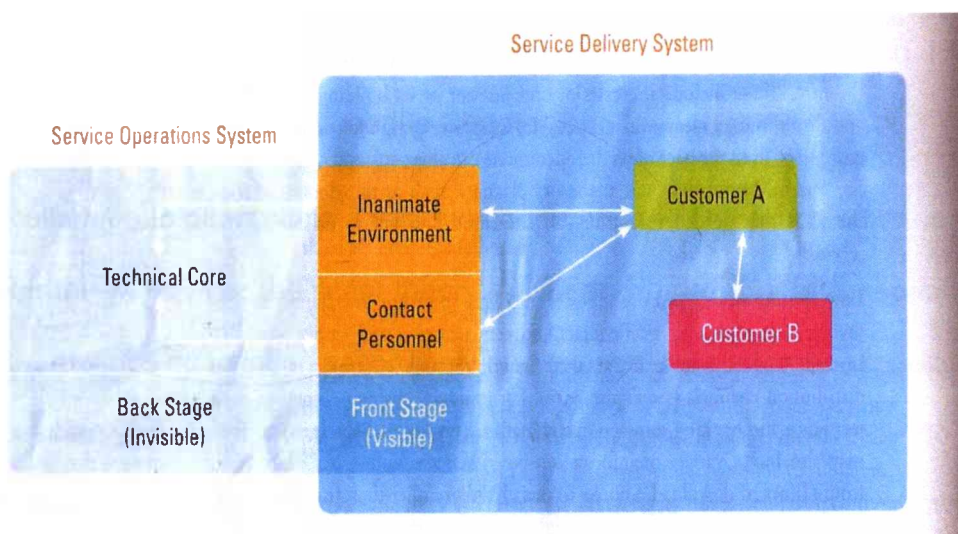 Service Delivery System
Service Operations System
Inanimate
Environment
Customer A
Technical Core
Contact
Personnel
Customer B
Back Stage
(Invisible)
Front Stage
(Visible)